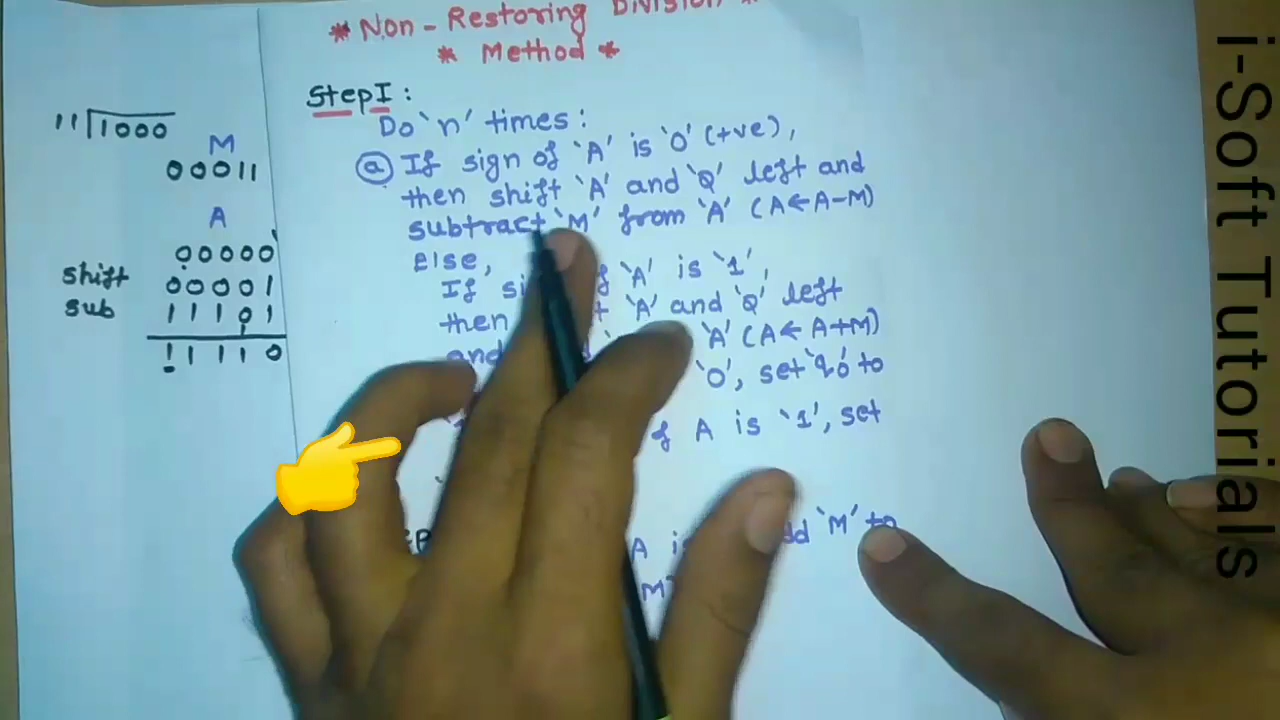 * Non - Restoring Division *
* Method *
Step I :
Do 'n' times :
ⓐ If sign of 'A' is '0' (+ve),
then shift 'A' and 'Q' left and
subtract 'M' from 'A' (A←A-M)
Else,
If 'A' is '1',
then 'A' and 'Q' left
and 'A' (A← A+M)
'0', set 'q0' to
A is '1', set
A 'M' to
11 1000
M
00011
A
00000
Shift 00001
Sub 11101
11110
i-Soft Tutorials